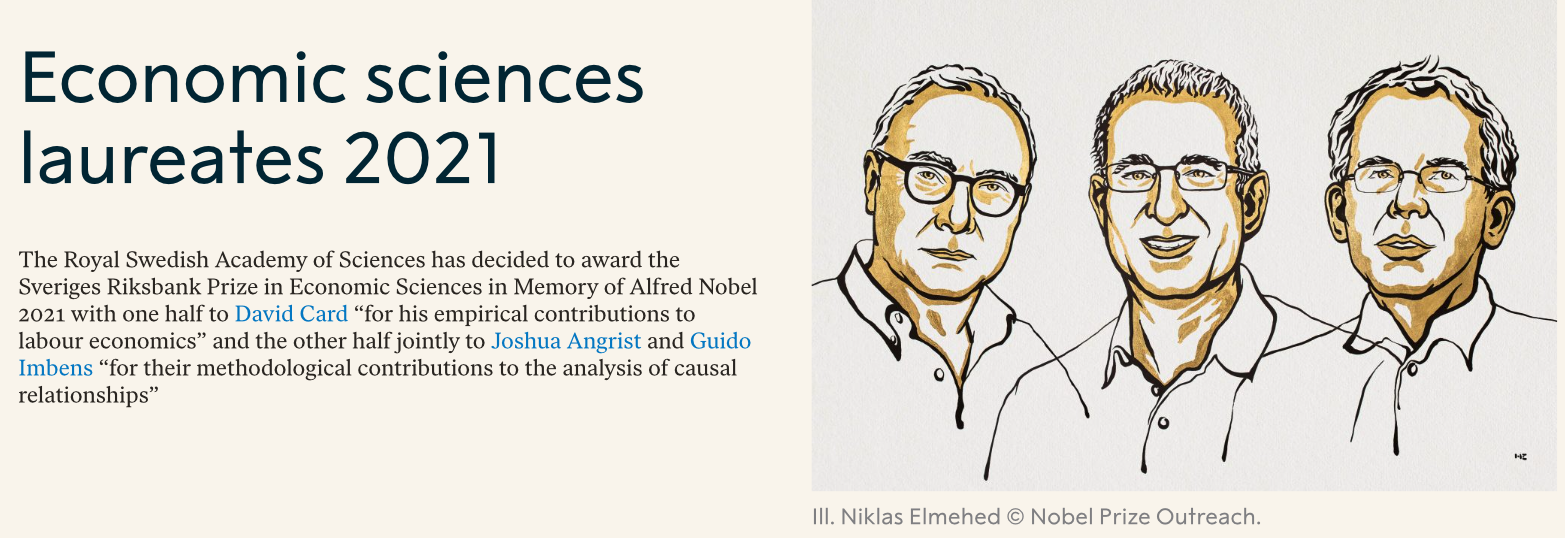 Economic sciences
laureates 2021
The Royal Swedish Academy of Sciences has decided to award the
Sveriges Riksbank Prize in Economic Sciences in Memory of Alfred Nobel
2021 with one half to David Card “for his empirical contributions to
labour economics” and the other half jointly to Joshua Angrist and Guido
Imbens “for their methodological contributions to the analysis of causal
relationships”
Ill. Niklas Elmehed © Nobel Prize Outreach.